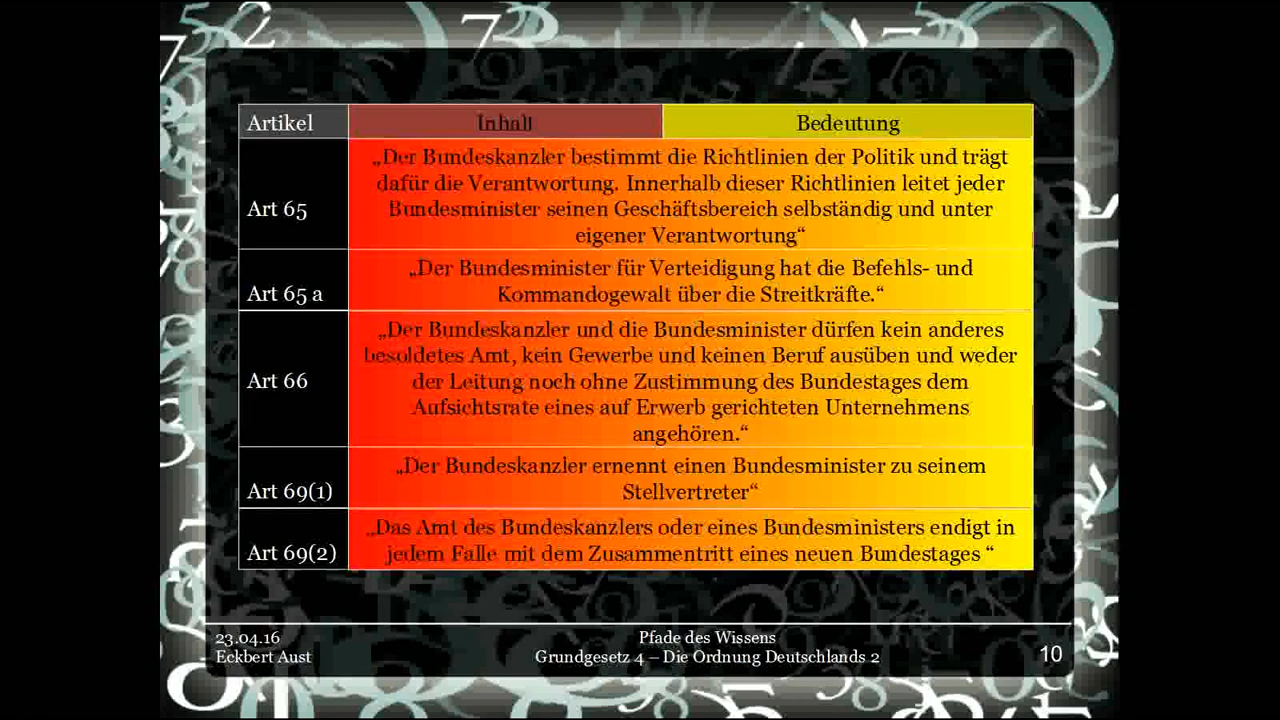 Artikel Inhalt Bedeutung
Art 65
„Der Bundeskanzler bestimmt die Richtlinien der Politik und trägt
dafür die Verantwortung. Innerhalb dieser Richtlinien leitet jeder
Bundesminister seinen Geschäftsbereich selbständig und unter
eigener Verantwortung“
Art 65 a
„Der Bundesminister für Verteidigung hat die Befehls- und
Kommandogewalt über die Streitkräfte.“
Art 66
„Der Bundeskanzler und die Bundesminister dürfen kein anderes
besoldetes Amt, kein Gewerbe und keinen Beruf ausüben und weder
der Leitung noch ohne Zustimmung des Bundestages dem
Aufsichtsrate eines auf Erwerb gerichteten Unternehmens
angehören.“
Art 69(1)
„Der Bundeskanzler ernennt einen Bundesminister zu seinem
Stellvertreter“
Art 69(2)
„Das Amt des Bundeskanzlers oder eines Bundesministers endigt in
jedem Falle mit dem Zusammentritt eines neuen Bundestages “
23.04.16
Eckbert Aust
Pfade des Wissens
Grundgesetz 4 – Die Ordnung Deutschlands 2
10